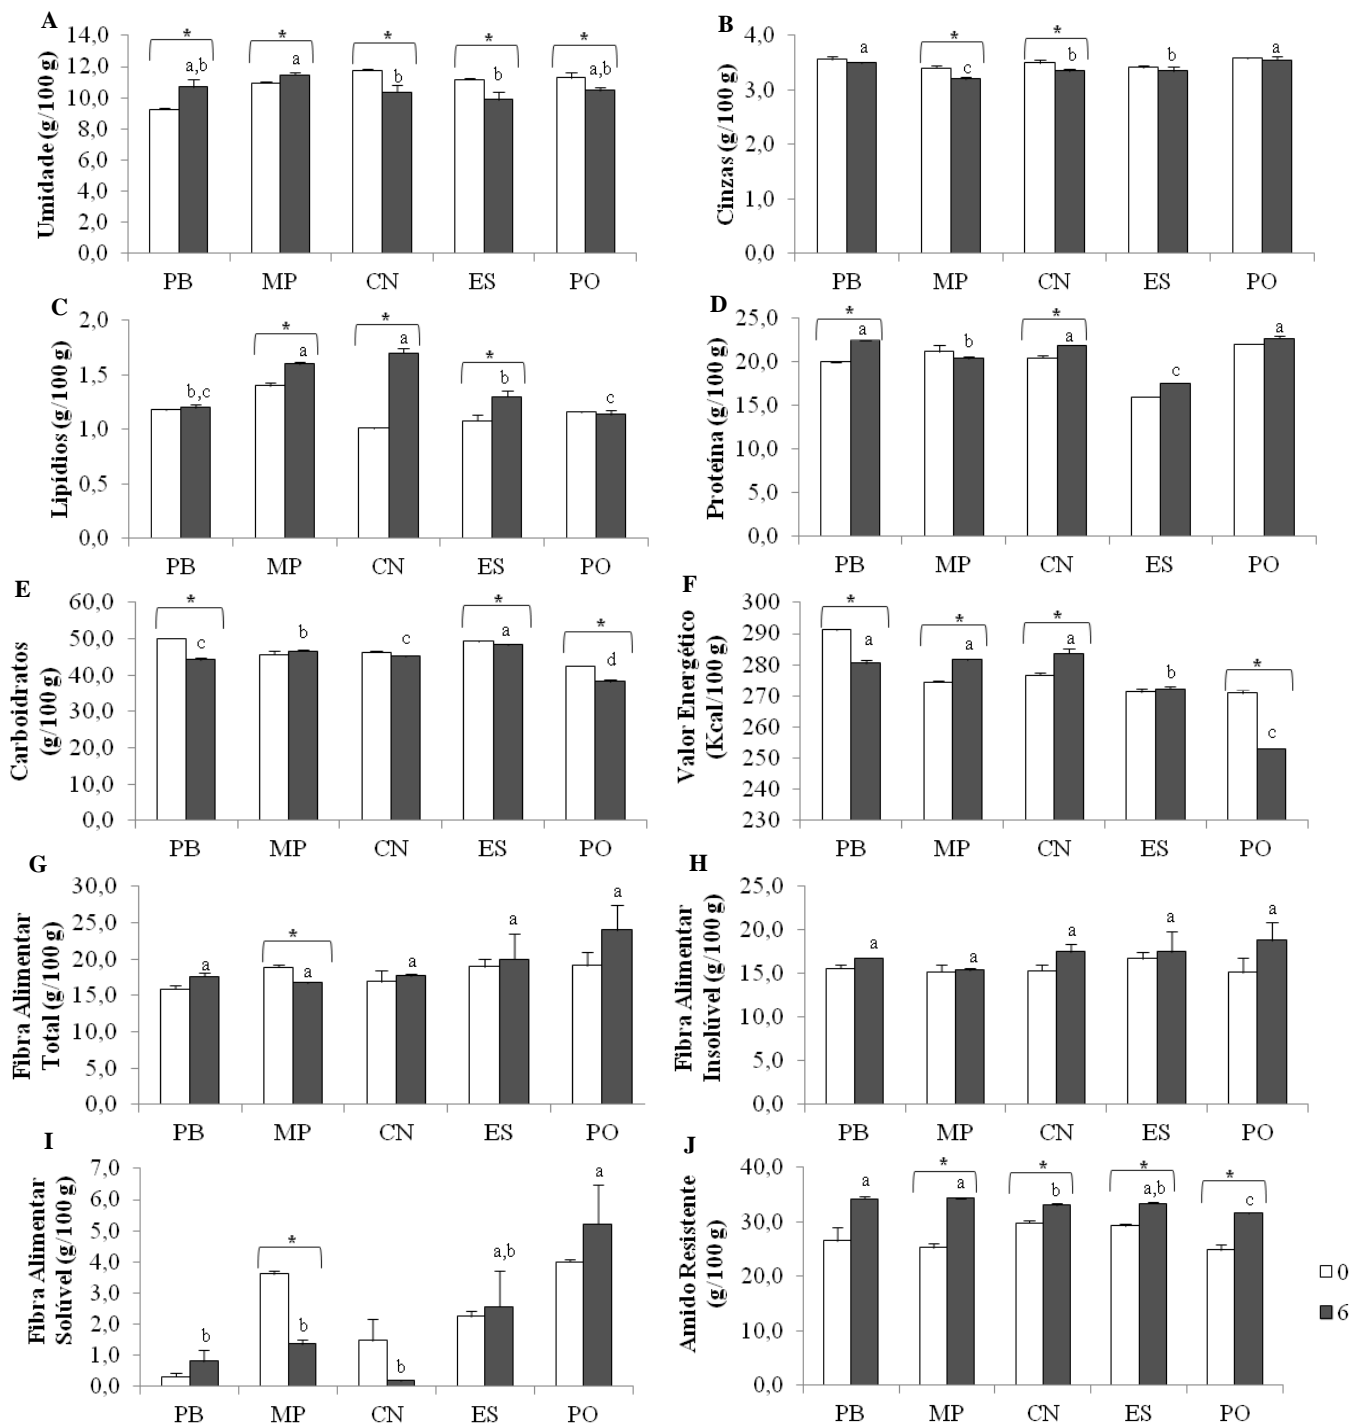 A
Umidade (g/100 g)
14,0
12,0
10,0
8,0
6,0
4,0
2,0
0,0
* * * * *
a,b a b b a,b
PB MP CN ES PO
B
Cinzas (g/100 g)
4,0
3,0
2,0
1,0
0,0
* *
a c b b a
PB MP CN ES PO
C
Lipídios (g/100 g)
2,0
1,5
1,0
0,5
0,0
* * *
b,c a a b c
PB MP CN ES PO
D
Proteína (g/100 g)
25,0
20,0
15,0
10,0
5,0
0,0
* *
a b a c a
PB MP CN ES PO
E
Carboidratos
(g/100 g)
60,0
50,0
40,0
30,0
20,0
10,0
0,0
* * *
c b c a d
PB MP CN ES PO
F
Valor Energético
(Kcal/100 g)
300
290
280
270
260
250
240
230
* * * *
a a a b c
PB MP CN ES PO
G
Fibra Alimentar
Total (g/100 g)
30,0
25,0
20,0
15,0
10,0
5,0
0,0
*
a a a a a
PB MP CN ES PO
H
Fibra Alimentar
Insolúvel (g/100 g)
25,0
20,0
15,0
10,0
5,0
0,0
a a a a a
PB MP CN ES PO
I
Fibra Alimentar
Solúvel (g/100 g)
7,0
6,0
5,0
4,0
3,0
2,0
1,0
0,0
*
b b b a,b a
PB MP CN ES PO
J
Amido Resistente
(g/100 g)
40,0
30,0
20,0
10,0
0,0
* * * *
a a b a,b c
PB MP CN ES PO
0
6